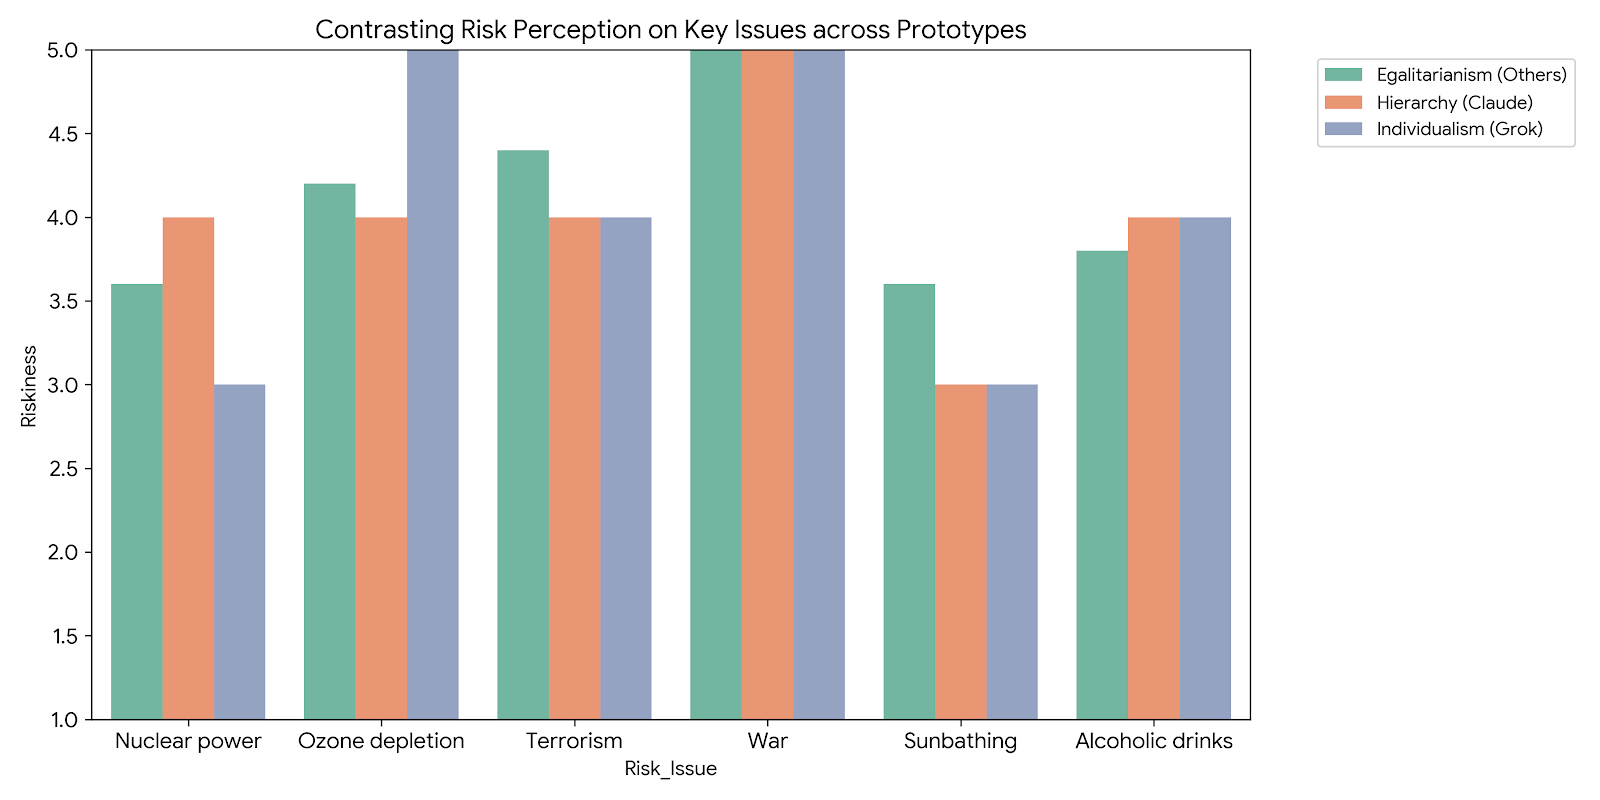 Contrasting Risk Perception on Key Issues across Prototypes
Egalitarianism (Others)
Hierarchy (Claude)
Individualism (Grok)
Riskiness
5.0
4.5
4.0
3.5
3.0
2.5
2.0
1.5
1.0
Nuclear power
Ozone depletion
Terrorism
War
Sunbathing
Alcoholic drinks
Risk_Issue